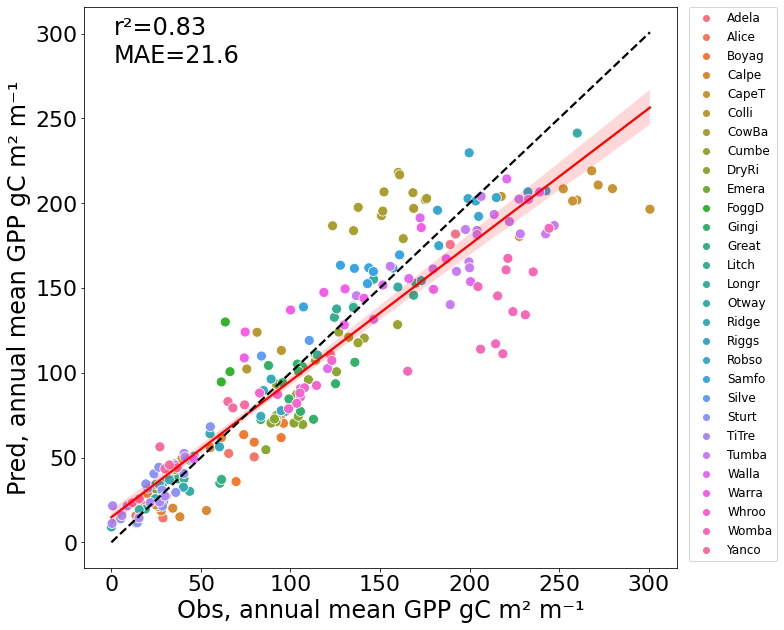 r²=0.83
MAE=21.6
Pred, annual mean GPP gC m² m⁻¹
300
250
200
150
100
50
0
0 50 100 150 200 250 300
Obs, annual mean GPP gC m² m⁻¹
Adela
Alice
Boyag
Calpe
CapeT
Colli
CowBa
Cumbe
DryRi
Emera
FoggD
Gingi
Great
Litch
Longr
Otway
Ridge
Riggs
Robso
Samfo
Silve
Sturt
TiTre
Tumba
Walla
Warra
Whroo
Womba
Yanco